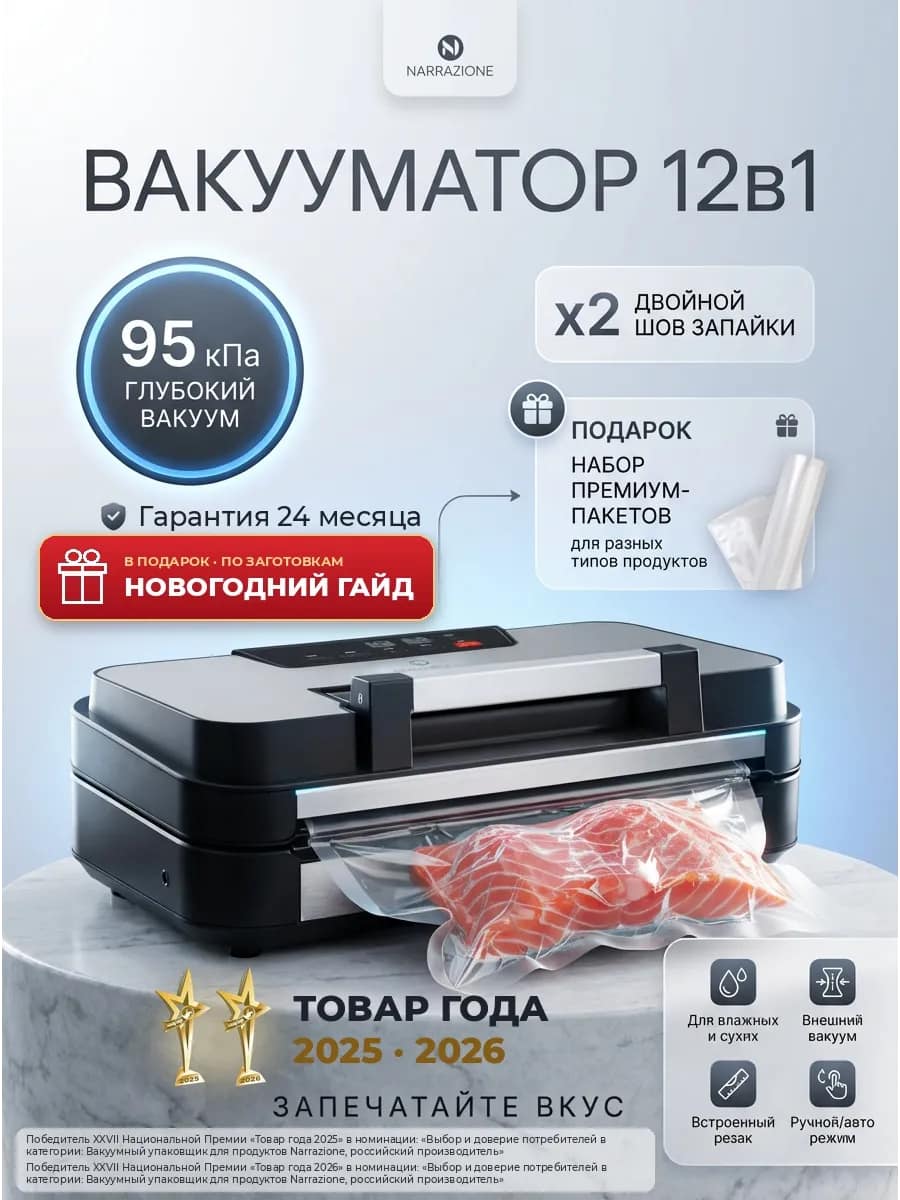 NARRAZIONE
ВАКУУМАТОР 12в1
95 кПа
ГЛУБОКИЙ
ВАКУУМ
x2 ДВОЙНОЙ
ШОВ ЗАПАЙКИ
ПОДАРОК
НАБОР
ПРЕМИУМ-
ПАКЕТОВ
для разных
типов продуктов
Гарантия 24 месяца
В ПОДАРОК · ПО ЗАГОТОВКАМ
НОВОГОДНИЙ ГАЙД
ТОВАР ГОДА
2025 · 2026
2025 2026
ЗАПЕЧАТАЙТЕ ВКУС
Для влажных
и сухих
Внешний
вакуум
Встроенный
резак
Ручной/авто
режим
Победитель XXVII Национальной Премии «Товар года 2025» в номинации: «Выбор и доверие потребителей в
категории: Вакуумный упаковщик для продуктов Narrazione, российский производитель»
Победитель XXVII Национальной Премии «Товар года 2026» в номинации: «Выбор и доверие потребителей в
категории: Вакуумный упаковщик для продуктов Narrazione, российский производитель»